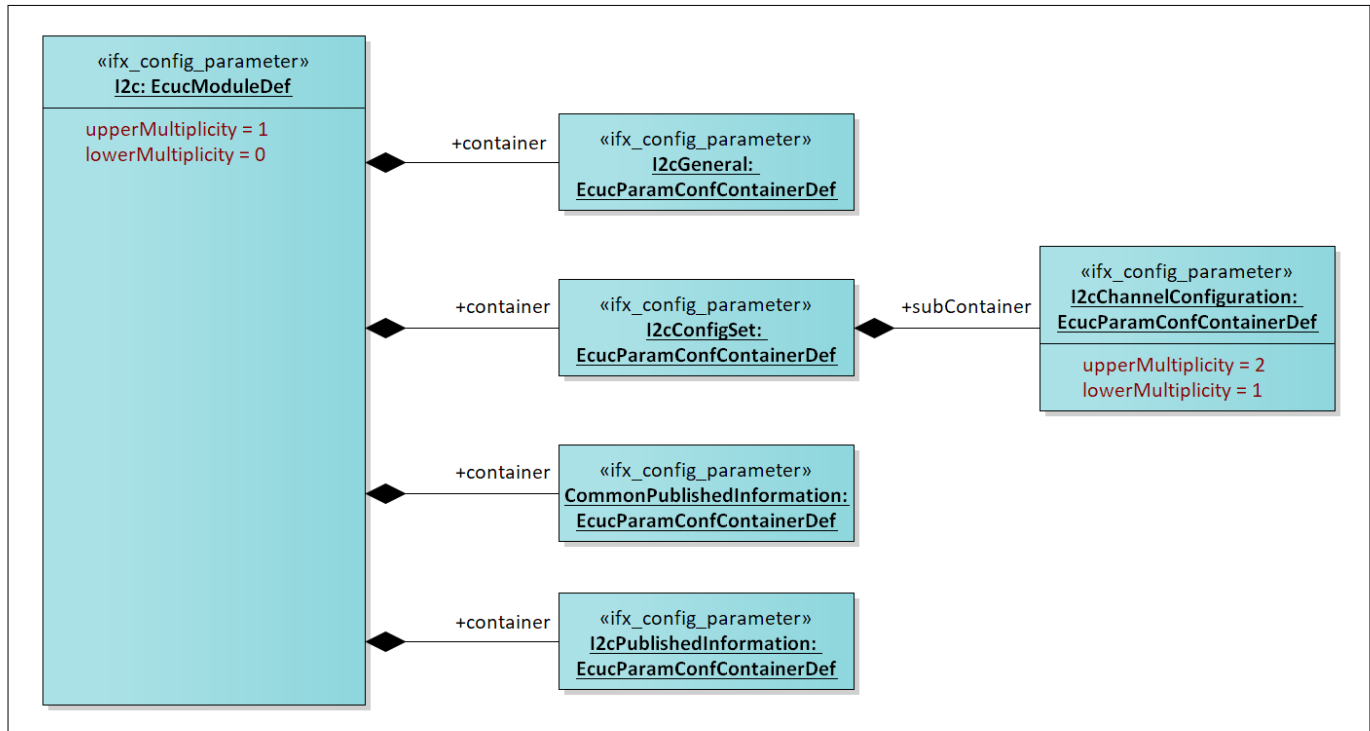 «ifx_config_parameter»
I2c: EcucModuleDef
upperMultiplicity = 1
lowerMultiplicity = 0
+container
«ifx_config_parameter»
I2cGeneral:
EcucParamConfContainerDef
+container
«ifx_config_parameter»
I2cConfigSet:
EcucParamConfContainerDef
+subContainer
«ifx_config_parameter»
I2cChannelConfiguration:
EcucParamConfContainerDef
upperMultiplicity = 2
lowerMultiplicity = 1
+container
«ifx_config_parameter»
CommonPublishedInformation:
EcucParamConfContainerDef
+container
«ifx_config_parameter»
I2cPublishedInformation:
EcucParamConfContainerDef